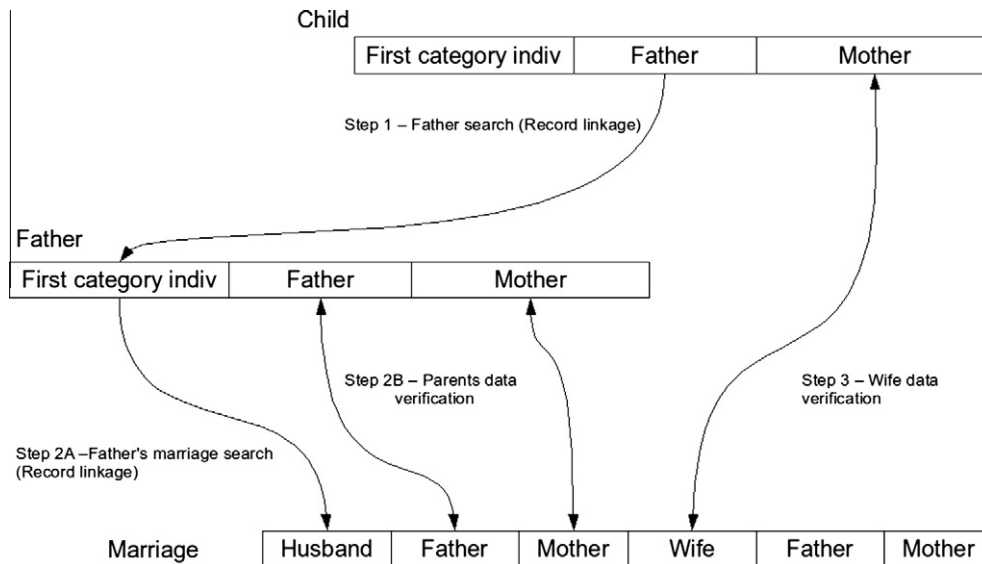 Child
First category indiv Father Mother
Step 1 – Father search (Record linkage)
Father
First category indiv Father Mother
Step 2B – Parents data
verification
Step 3 – Wife data
verification
Step 2A –Father's marriage search
(Record linkage)
Marriage Husband Father Mother Wife Father Mother